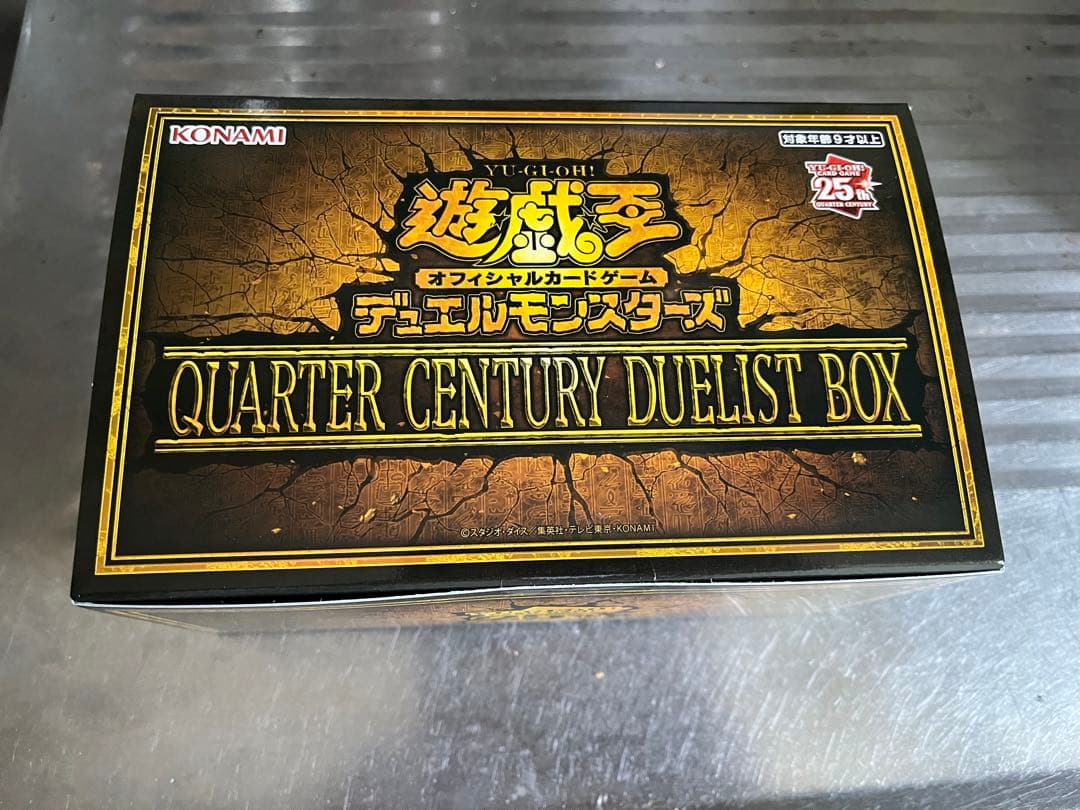 KONAMI
対象年齢9才以上
YU-GI-OH!
CARD GAME
25th
QUARTER CENTURY
YU-GI-OH!
遊戯王
オフィシャルカードゲーム
デュエルモンスターズ
QUARTER CENTURY DUELIST BOX
©スタジオ・ダイス/集英社・テレビ東京・KONAMI